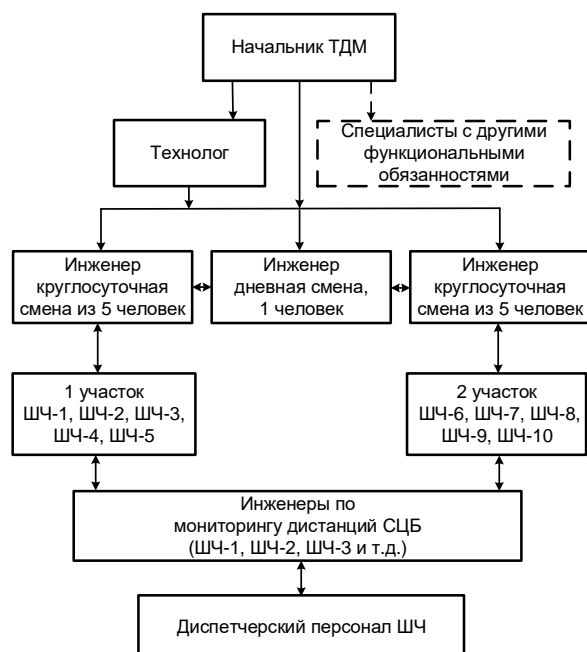 Начальник ТДМ
Технолог
Специалисты с другими
функциональными
обязанностями
Инженер
круглосуточная
смена из 5 человек
Инженер
дневная смена,
1 человек
Инженер
круглосуточная
смена из 5 человек
1 участок
ШЧ-1, ШЧ-2, ШЧ-3,
ШЧ-4, ШЧ-5
2 участок
ШЧ-6, ШЧ-7, ШЧ-8,
ШЧ-9, ШЧ-10
Инженеры по
мониторингу дистанций СЦБ
(ШЧ-1, ШЧ-2, ШЧ-3 и т.д.)
Диспетчерский персонал ШЧ